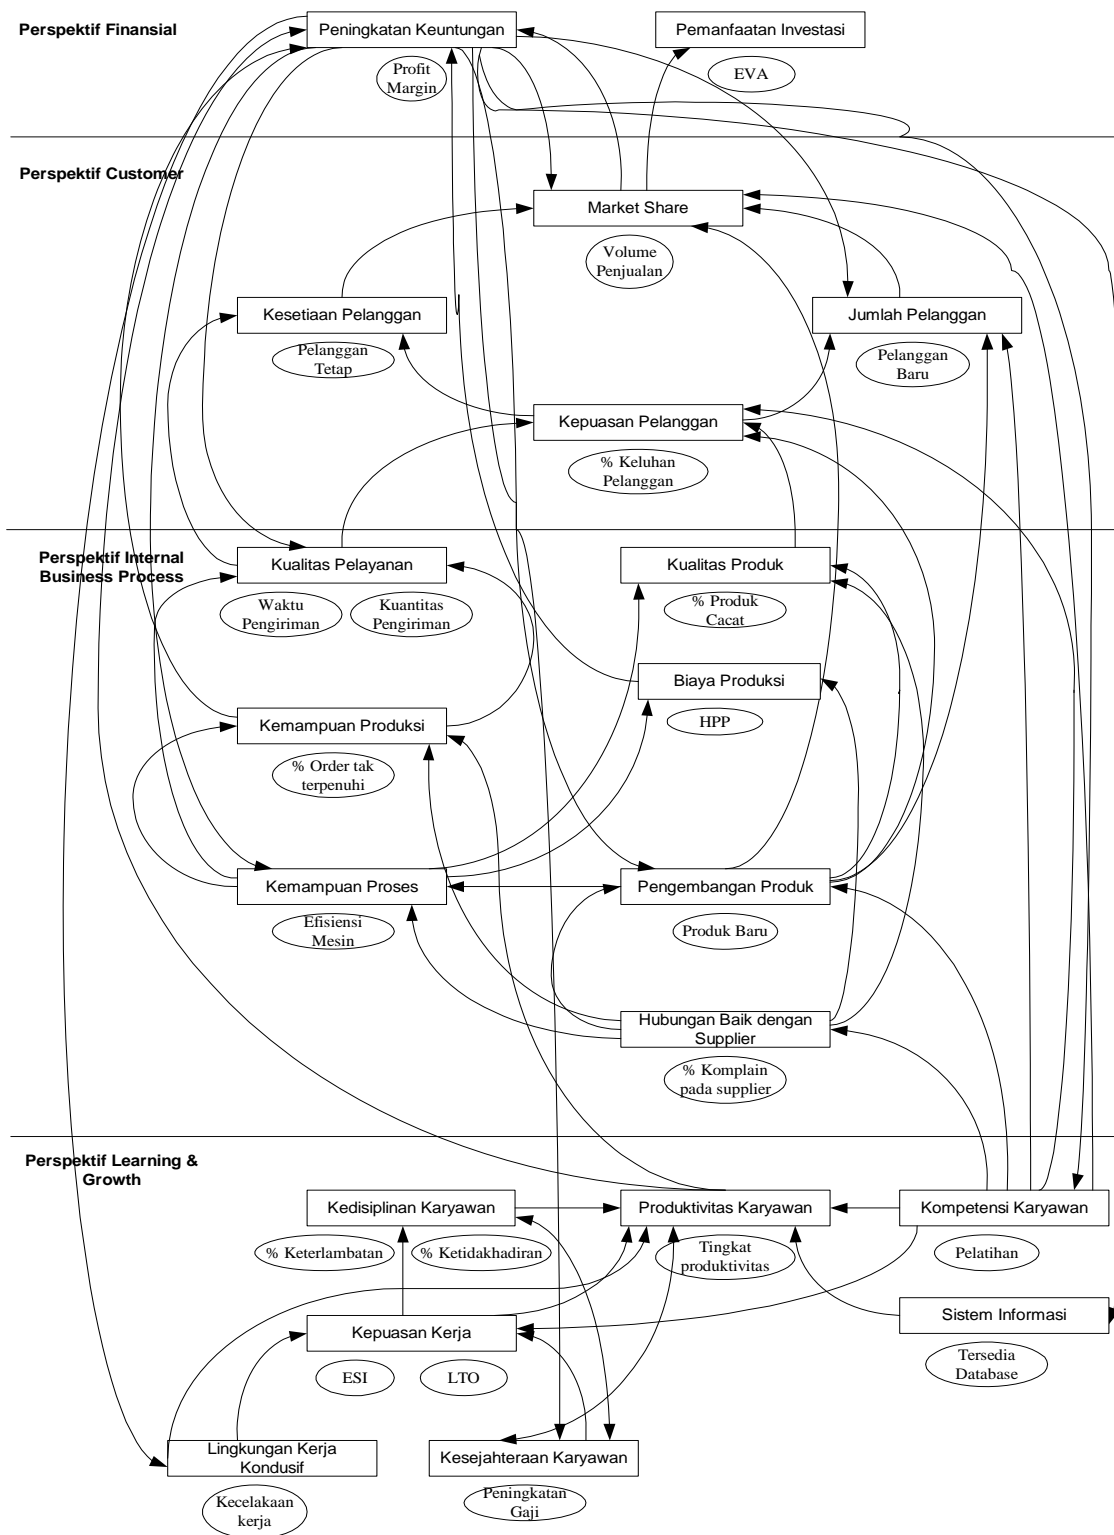 Perspektif Finansial
Peningkatan Keuntungan
Pemanfaatan Investasi
Profit
Margin
EVA
Perspektif Customer
Market Share
Volume
Penjualan
Kesetiaan Pelanggan
Jumlah Pelanggan
Pelanggan
Tetap
Pelanggan
Baru
Kepuasan Pelanggan
% Keluhan
Pelanggan
Perspektif Internal
Business Process
Kualitas Pelayanan
Kualitas Produk
Waktu
Pengiriman
Kuantitas
Pengiriman
% Produk
Cacat
Biaya Produksi
HPP
Kemampuan Produksi
% Order tak
terpenuhi
Kemampuan Proses
Pengembangan Produk
Efisiensi
Mesin
Produk Baru
Hubungan Baik dengan
Supplier
% Komplain
pada supplier
Perspektif Learning &
Growth
Kedisiplinan Karyawan
Produktivitas Karyawan
Kompetensi Karyawan
% Keterlambatan
% Ketidakhadiran
Tingkat
produktivitas
Pelatihan
Kepuasan Kerja
Sistem Informasi
ESI
LTO
Tersedia
Database
Lingkungan Kerja
Kondusif
Kesejahteraan Karyawan
Kecelakaan
kerja
Peningkatan
Gaji